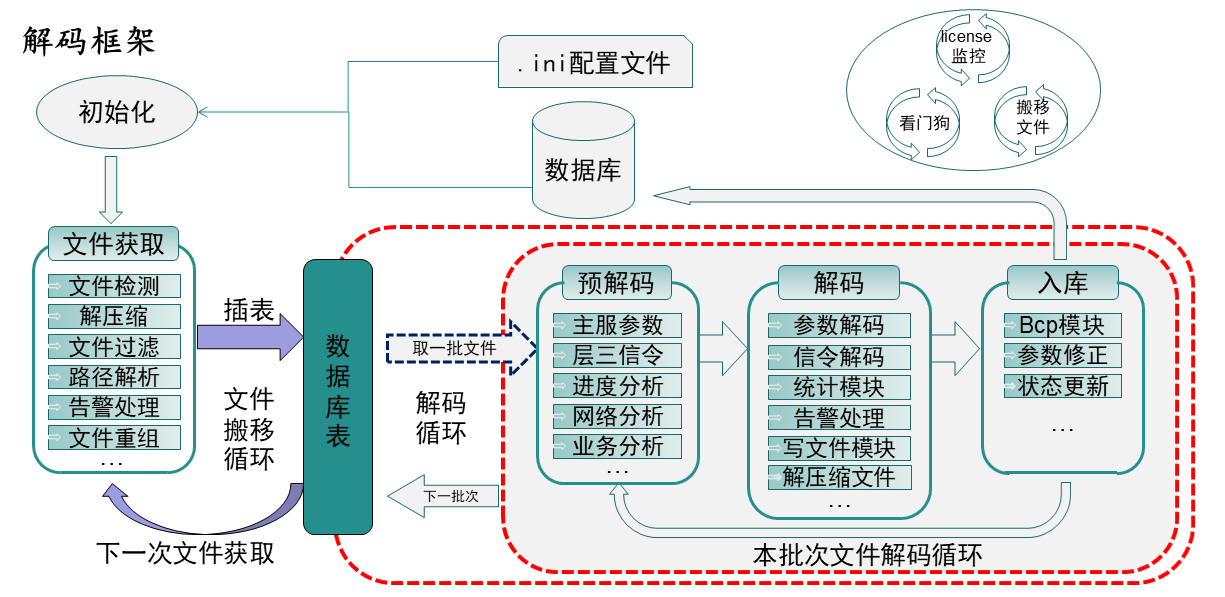 解码框架
初始化
.ini配置文件
数据库
license
监控
看门狗
搬移
文件
文件获取
文件检测
解压缩
文件过滤
路径解析
告警处理
文件重组
...
插表
文件
搬移
循环
下一次文件获取
数
据
库
表
取一批文件
解码
循环
下一批次
预解码
主服参数
层三信令
进度分析
网络分析
业务分析
...
解码
参数解码
信令解码
统计模块
告警处理
写文件模块
解压缩文件
...
入库
Bcp模块
参数修正
状态更新
...
本批次文件解码循环